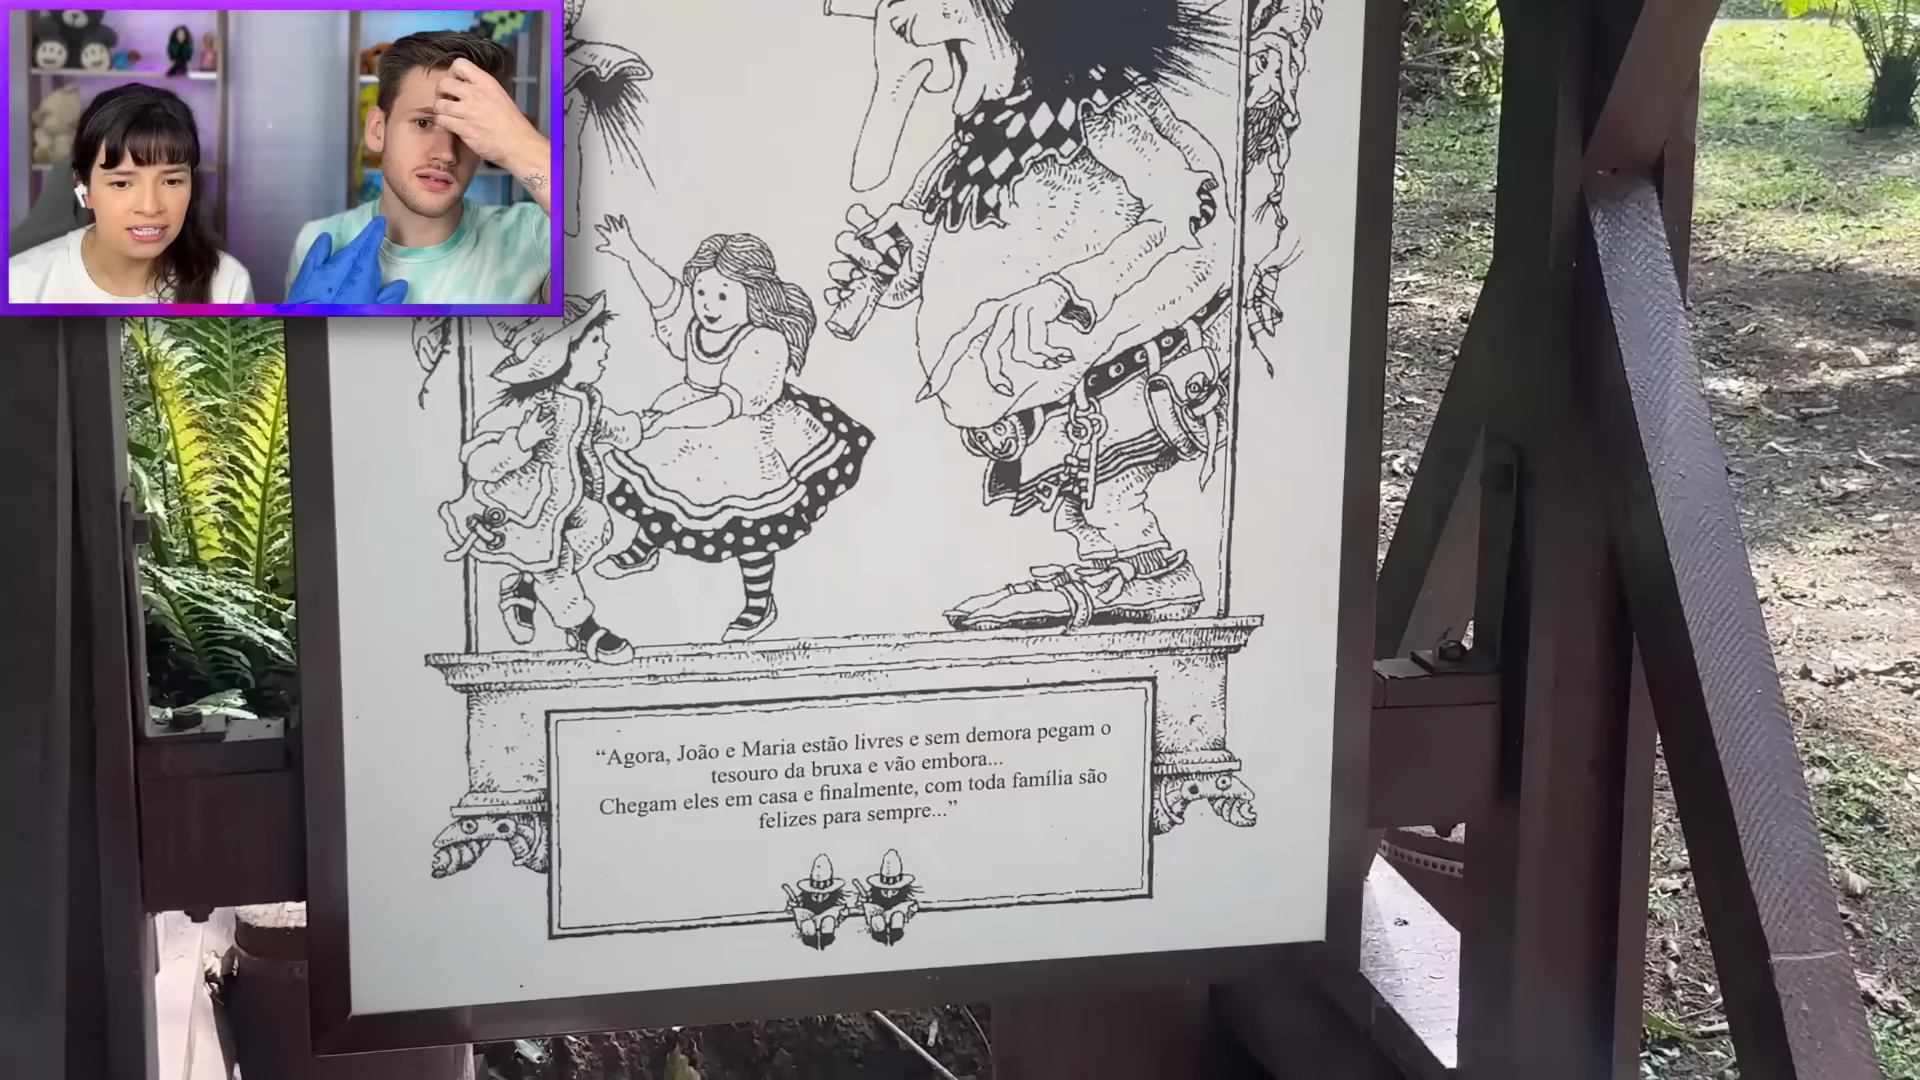 “Agora, João e Maria estão livres e sem demora pegam o
tesouro da bruxa e vão embora...
Chegam eles em casa e finalmente, com toda família são
felizes para sempre...”